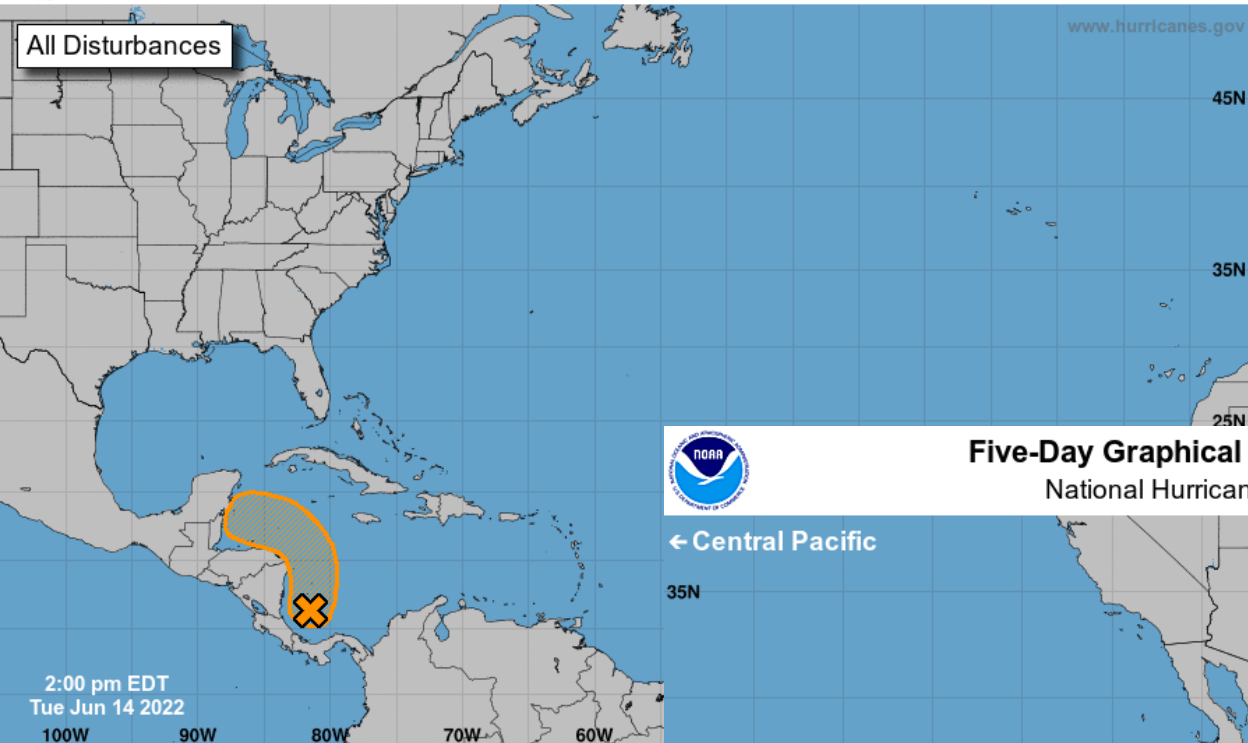 All Disturbances
www.hurricanes.gov
45N
35N
25N
NOAA
Five-Day Graphical
National Hurrican
← Central Pacific
35N
2:00 pm EDT
Tue Jun 14 2022
100W 90W 80W 70W 60W